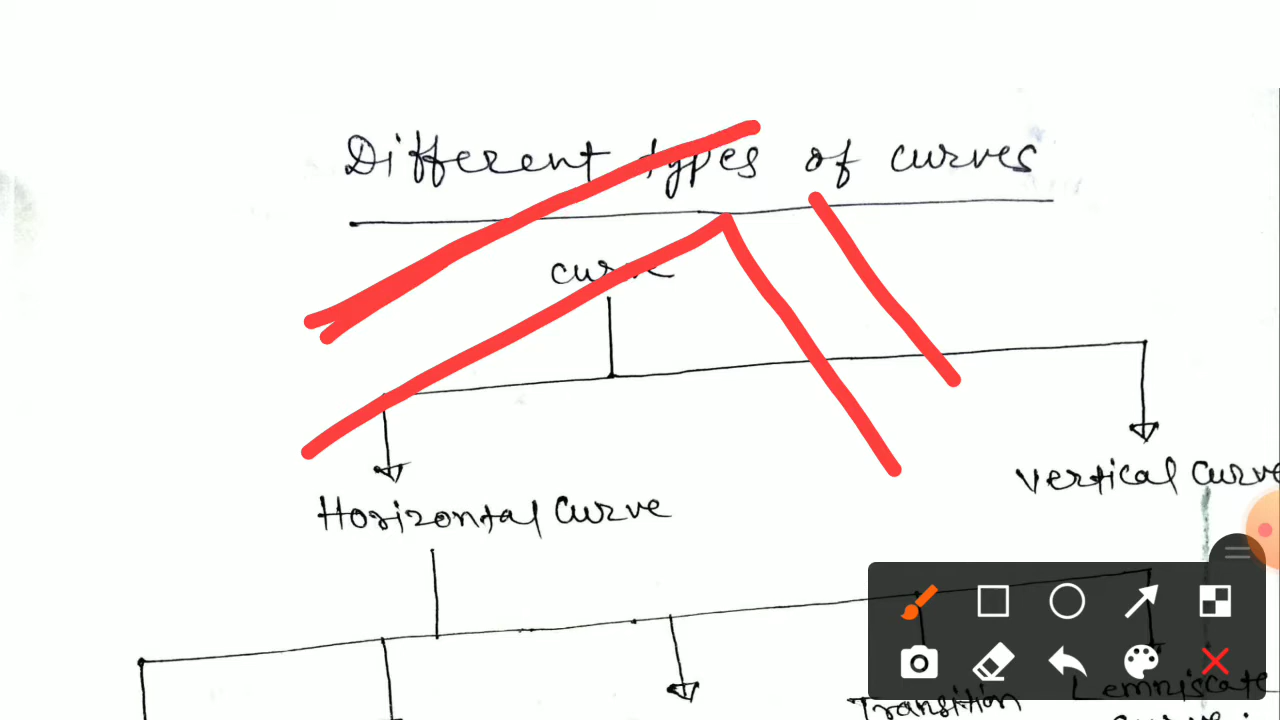 Different types of curves
curve
Horizontal Curve
Vertical Curve
Transition
Lemniscate